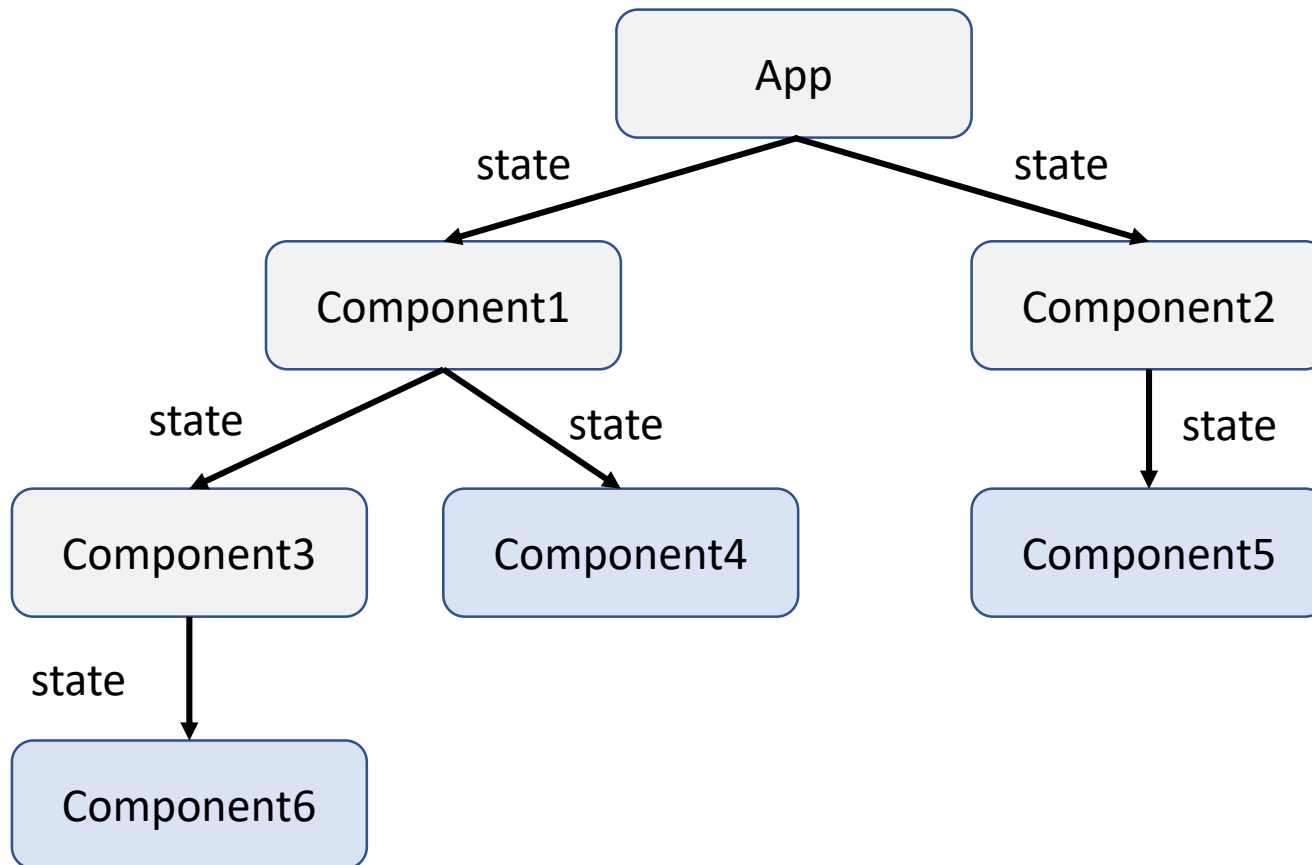 App
state
state
Component1
Component2
state
state
state
Component3
Component4
Component5
state
Component6